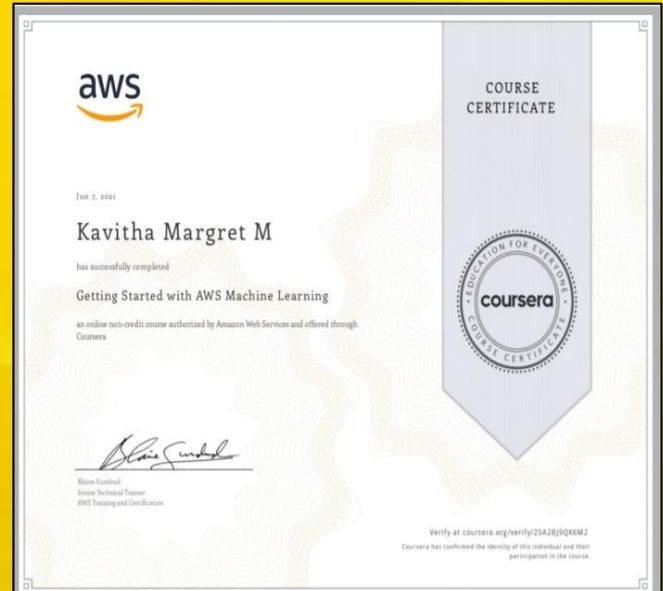 aws
Jun 7, 2021
Kavitha Margret M
has successfully completed
Getting Started with AWS Machine Learning
an online non-credit course authorized by Amazon Web Services and offered through
Coursera
Blaine Sundrud
Senior Technical Trainer
AWS Training and Certification
COURSE
CERTIFICATE
EDUCATION FOR EVERYONE
coursera
COURSE CERTIFICATE
Verify at coursera.org/verify/25A2BJ9QK6M2
Coursera has confirmed the identity of this individual and their
participation in the course.